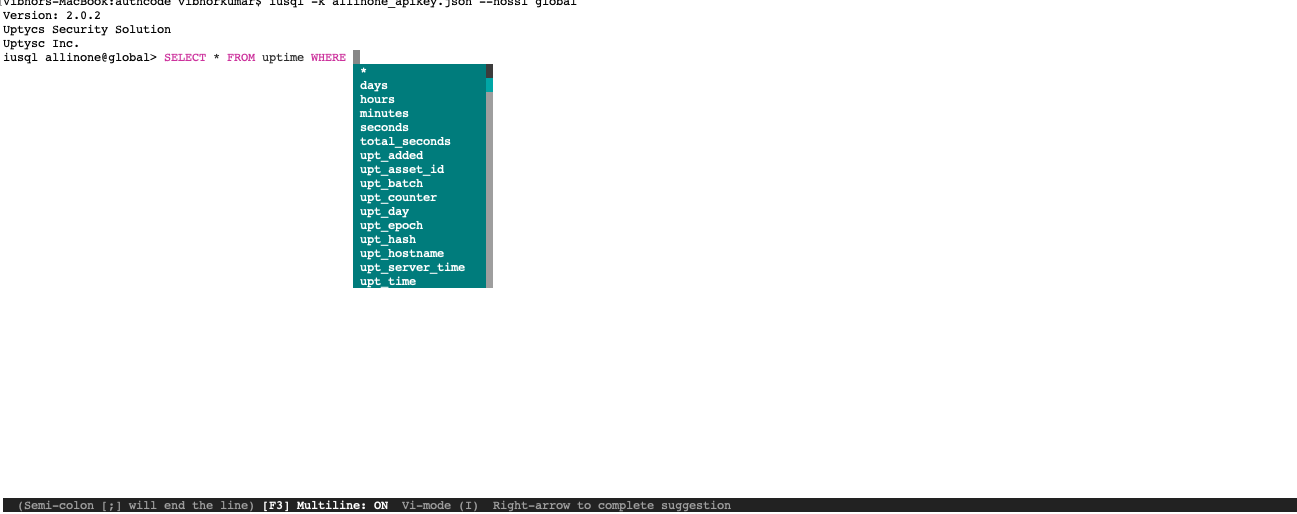 [vibhors-MacBook:authcode vibhorkumar$ iusql -k allinone_apikey.json --nossl global
Version: 2.0.2
Uptycs Security Solution
Uptysc Inc.
iusql allinone@global> SELECT * FROM uptime WHERE
*
days
hours
minutes
seconds
total_seconds
upt_added
upt_asset_id
upt_batch
upt_counter
upt_day
upt_epoch
upt_hash
upt_hostname
upt_server_time
upt_time
(Semi-colon [;] will end the line) [F3] Multiline: ON  Vi-mode (I)  Right-arrow to complete suggestion